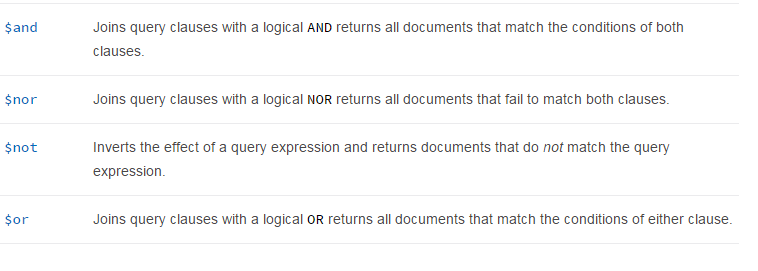 $and Joins query clauses with a logical AND returns all documents that match the conditions of both
clauses.
$nor Joins query clauses with a logical NOR returns all documents that fail to match both clauses.
$not Inverts the effect of a query expression and returns documents that do not match the query
expression.
$or Joins query clauses with a logical OR returns all documents that match the conditions of either clause.